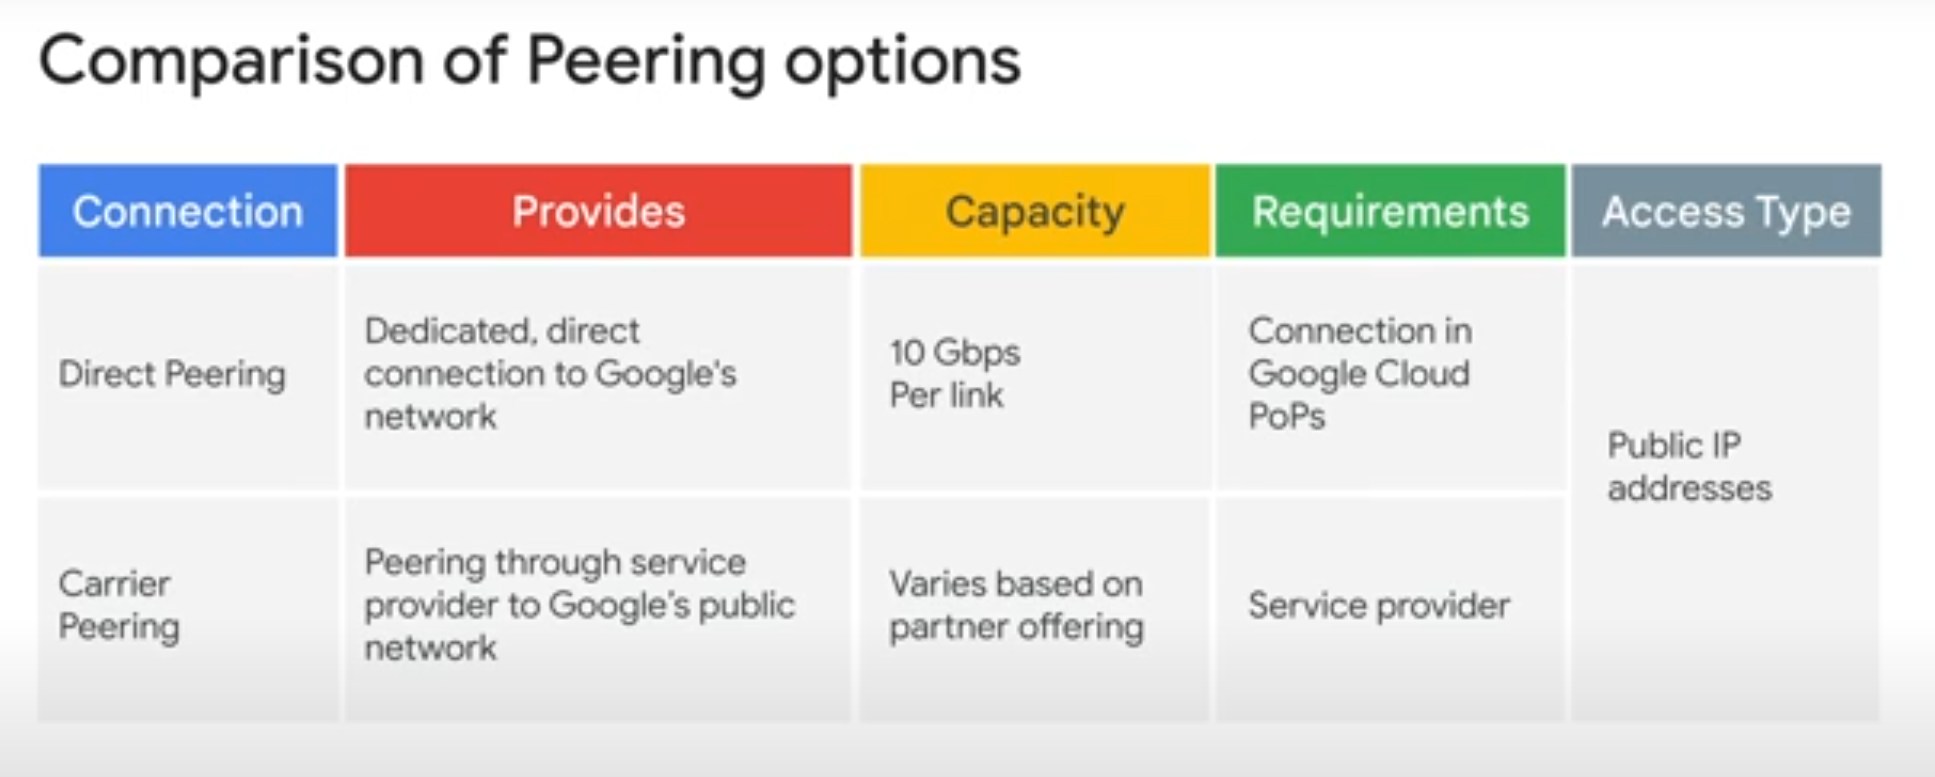 Comparison of Peering options
Connection
Provides
Capacity
Requirements
Access Type
Direct Peering
Dedicated, direct
connection to Google's
network
10 Gbps
Per link
Connection in
Google Cloud
PoPs
Public IP
addresses
Carrier
Peering
Peering through service
provider to Google's public
network
Varies based on
partner offering
Service provider